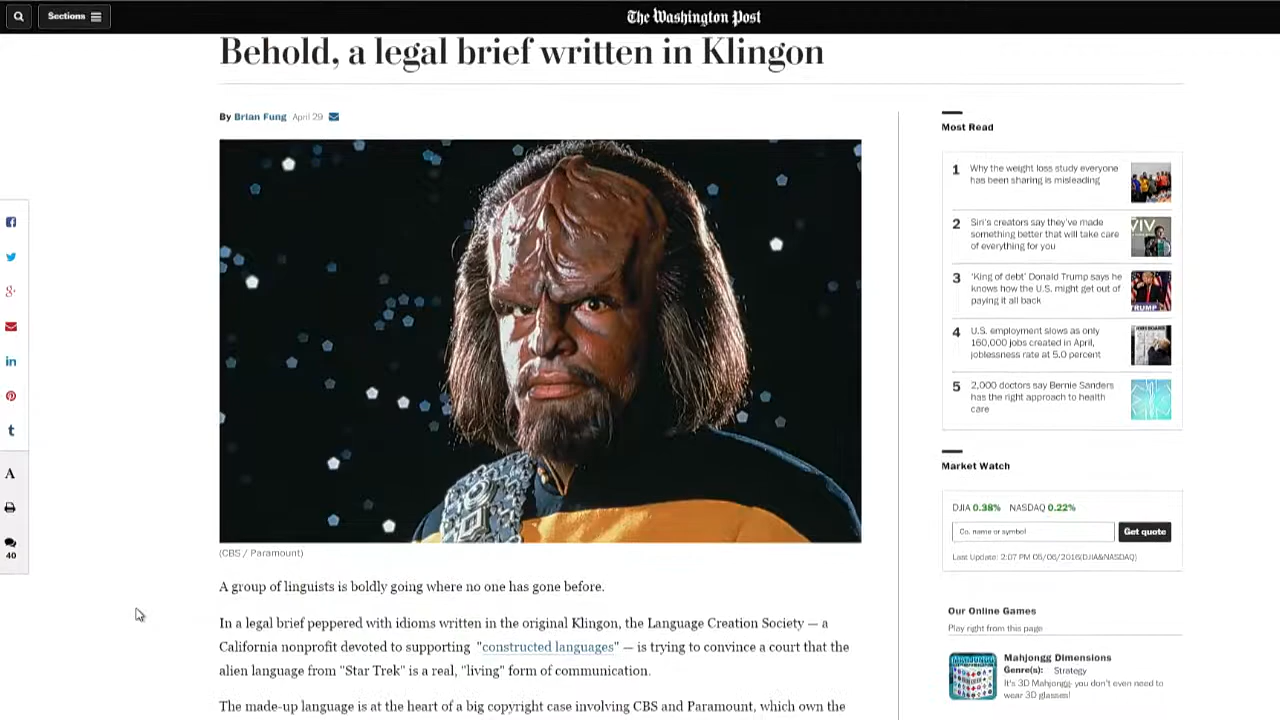 Sections
The Washington Post
Behold, a legal brief written in Klingon
By Brian Fung April 29
(CBS / Paramount)
A group of linguists is boldly going where no one has gone before.
In a legal brief peppered with idioms written in the original Klingon, the Language Creation Society — a
California nonprofit devoted to supporting "constructed languages" — is trying to convince a court that the
alien language from "Star Trek" is a real, "living" form of communication.
The made-up language is at the heart of a big copyright case involving CBS and Paramount, which own the
40
Most Read
1 Why the weight loss study everyone
has been sharing is misleading
2 Siri's creators say they've made
something better that will take care
of everything for you
VIV
3 'King of debt' Donald Trump says he
knows how the U.S. might get out of
paying it all back
TRUMP
4 U.S. employment slows as only
160,000 jobs created in April,
joblessness rate at 5.0 percent
5 2,000 doctors say Bernie Sanders
has the right approach to health
care
Market Watch
DJIA 0.38% NASDAQ 0.22%
Co. name or symbol
Get quote
Last Update: 2:07 PM 05/06/2016(DJIA&NASDAQ)
Our Online Games
Play right from this page
Mahjongg Dimensions
Genre(s): Strategy
It's 3D Mahjongg- you don't even need to
wear 3D glasses!